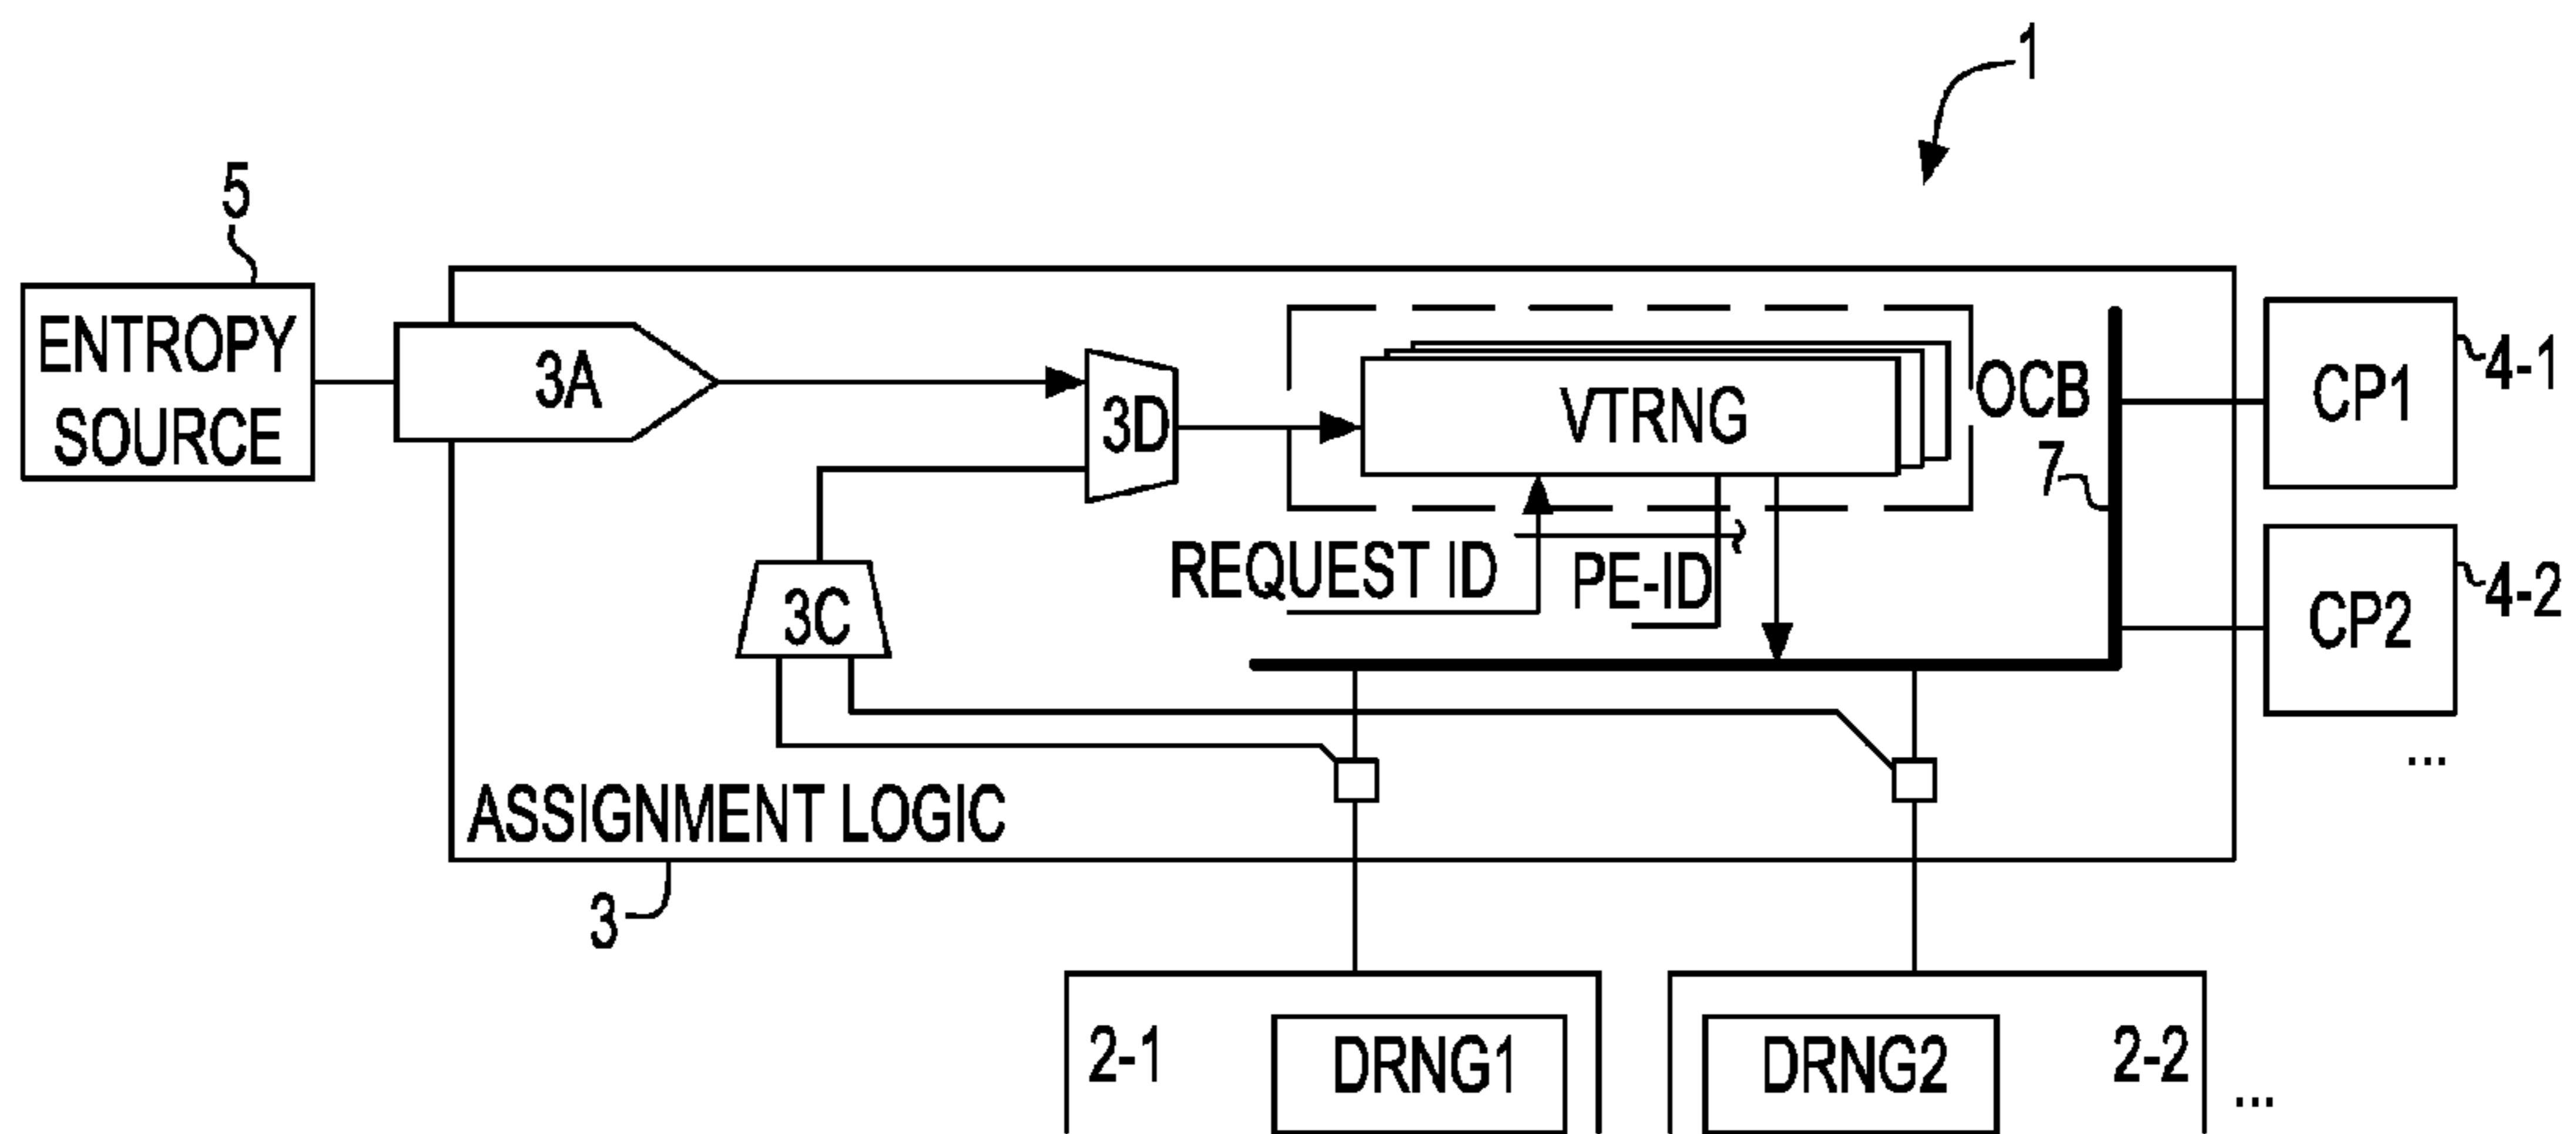 1
5
ENTROPY
SOURCE
3A
3D
VTRNG
OCB
7
CP1
4-1
CP2
4-2
...
REQUEST ID
PE-ID
3C
ASSIGNMENT LOGIC
3
2-1
DRNG1
DRNG2
2-2
...